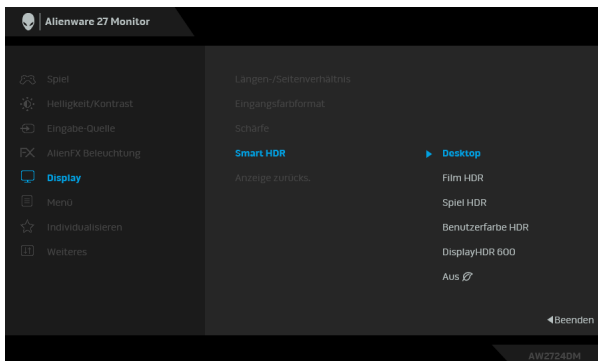 Alienware 27 Monitor
Spiel
Helligkeit/Kontrast
Eingabe-Quelle
AlienFX Beleuchtung
Display
Menü
Individualisieren
Weiteres
Längen-/Seitenverhältnis
Eingangsfarbformat
Schärfe
Smart HDR
Anzeige zurücks.
Desktop
Film HDR
Spiel HDR
Benutzerfarbe HDR
DisplayHDR 600
Aus
Beenden
AW2724DM